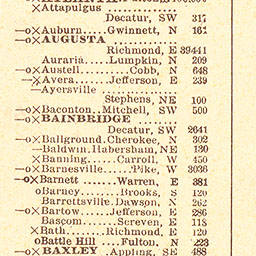 ×Attapulgus ............
Decatur, SW 317
—o×Auburn....Gwinnett, N 161
—o×AUGUSTA ............
Richmond, E 39441
Auraria.....Lumpkin, N 209
—o×Austell........Cobb, N 648
—×Avera.......Jefferson, E 239
—Ayersville ............
Stephens, NE 100
—o×Baconton..Mitchell, SW 500
—o×BAINBRIDGE ............
Decatur, SW 2641
—o×Ballground.Cherokee, N 302
—Baldwin.Habersham, NE 130
×Banning......Carroll, W 450
—o×Barnesville......Pike, W 3036
—o×Barnett ......Warren, E 381
oBarney.......Brooks, S 120
Barrettsville.Dawson, N 262
—o×Bartow.....Jefferson, E 286
Bascom......Screven, E 118
×Bath......Richmond, E 120
oBattle Hill ....Fulton, N 223
—o×BAXLEY ..Appling, SE 488